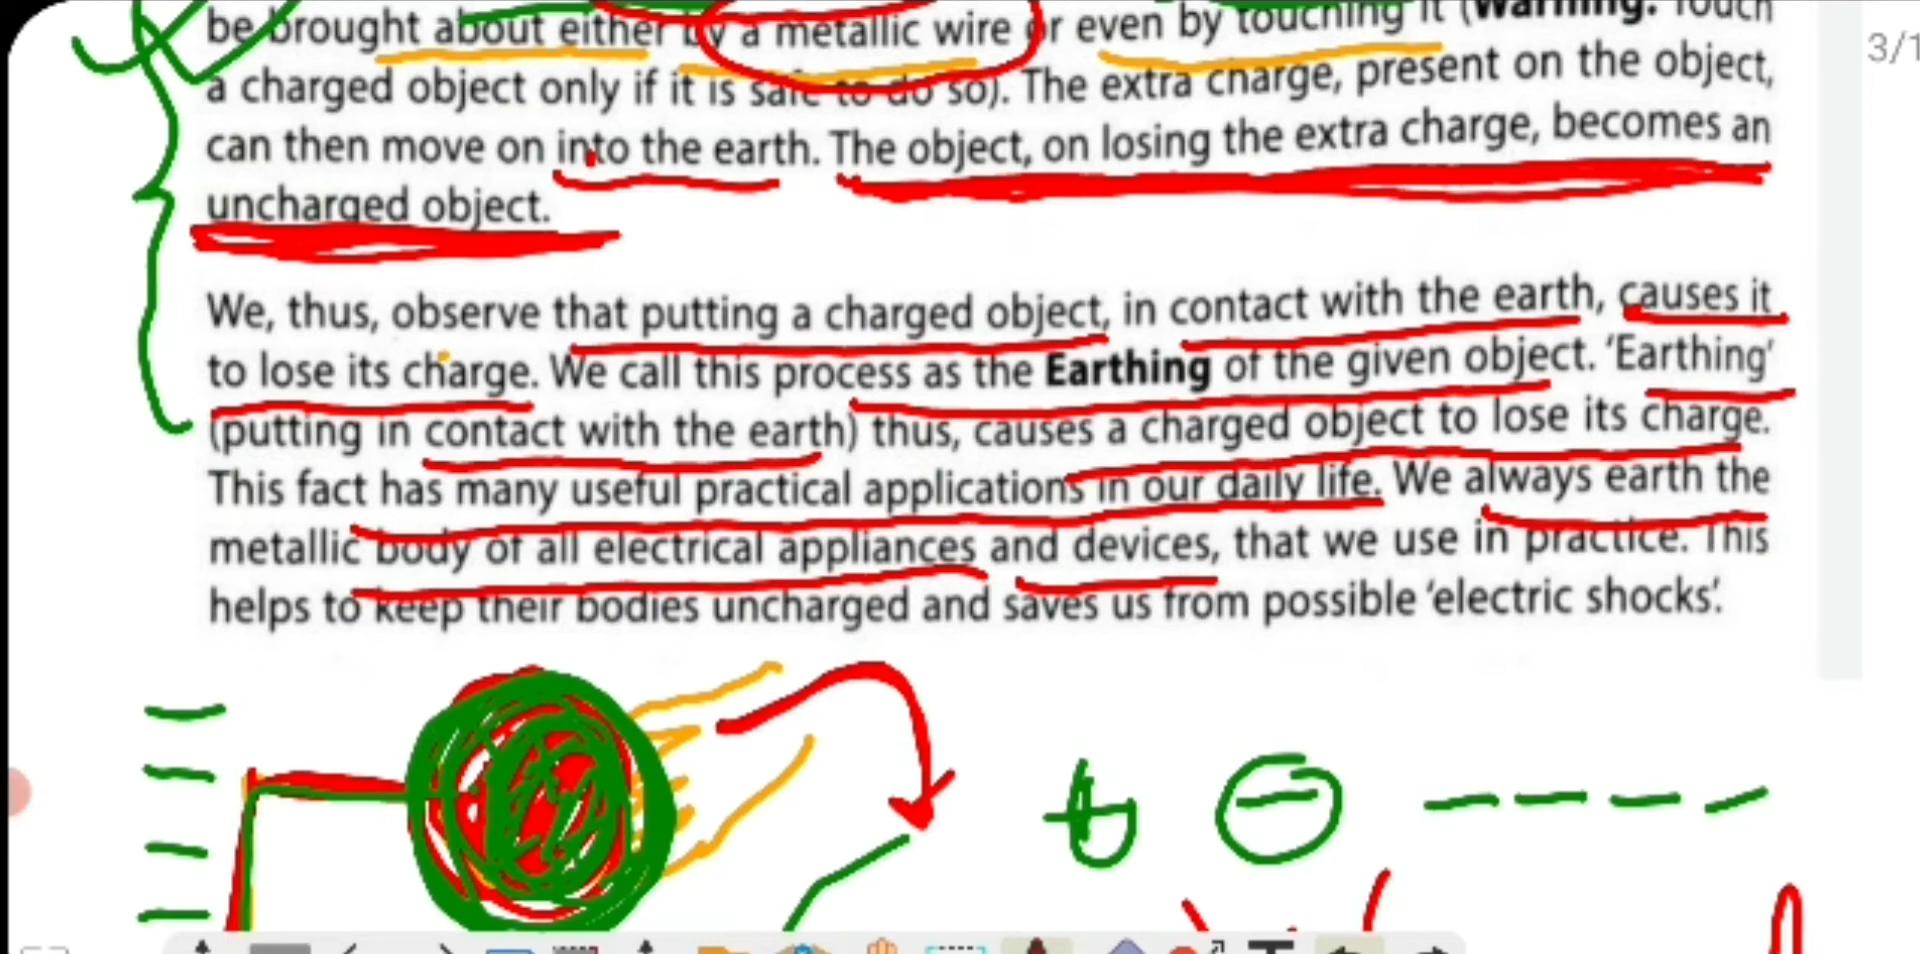 be brought about either by a metallic wire or even by touching it (Warning: Touch
a charged object only if it is safe to do so). The extra charge, present on the object,
can then move on into the earth. The object, on losing the extra charge, becomes an
uncharged object.
We, thus, observe that putting a charged object, in contact with the earth, causes it
to lose its charge. We call this process as the Earthing of the given object. ‘Earthing’
(putting in contact with the earth) thus, causes a charged object to lose its charge.
This fact has many useful practical applications in our daily life. We always earth the
metallic body of all electrical appliances and devices, that we use in practice. This
helps to keep their bodies uncharged and saves us from possible ‘electric shocks’.
3/1